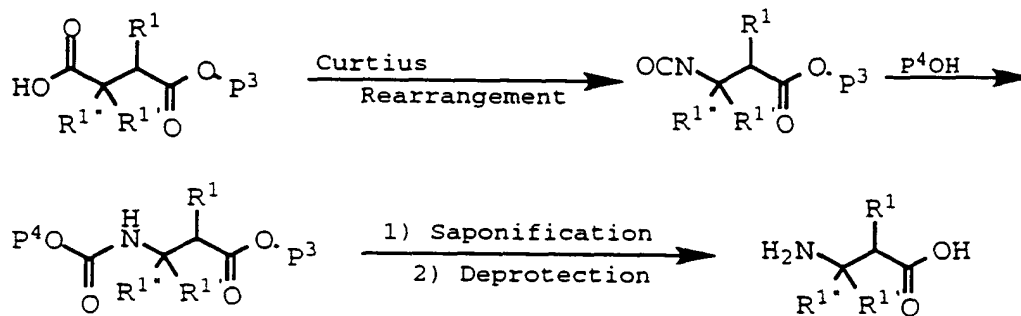 O R¹
HO O P³
R¹" R¹' O
Curtius
Rearrangement
R¹
OCN O P³
R¹" R¹' O
P⁴OH
H R¹
P⁴O N O P³
O R¹" R¹' O
1) Saponification
2) Deprotection
R¹
H₂N OH
R¹" R¹' O